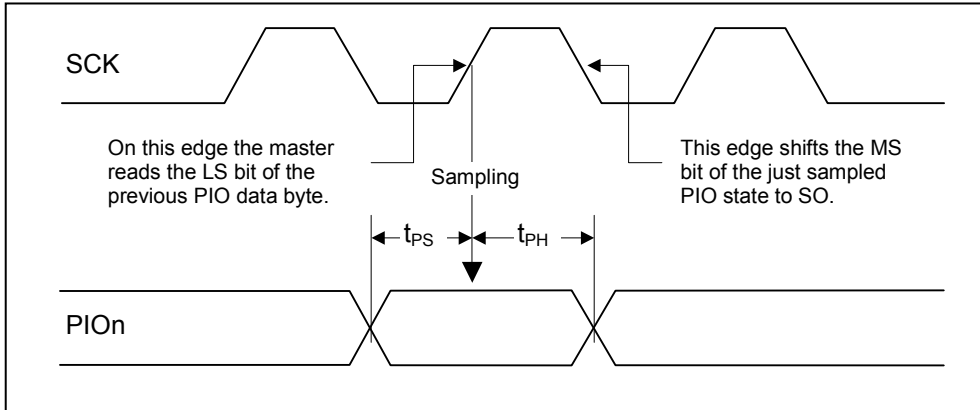 SCK
On this edge the master
reads the LS bit of the
previous PIO data byte.
Sampling
This edge shifts the MS
bit of the just sampled
PIO state to SO.
tPS
tPH
PIOn